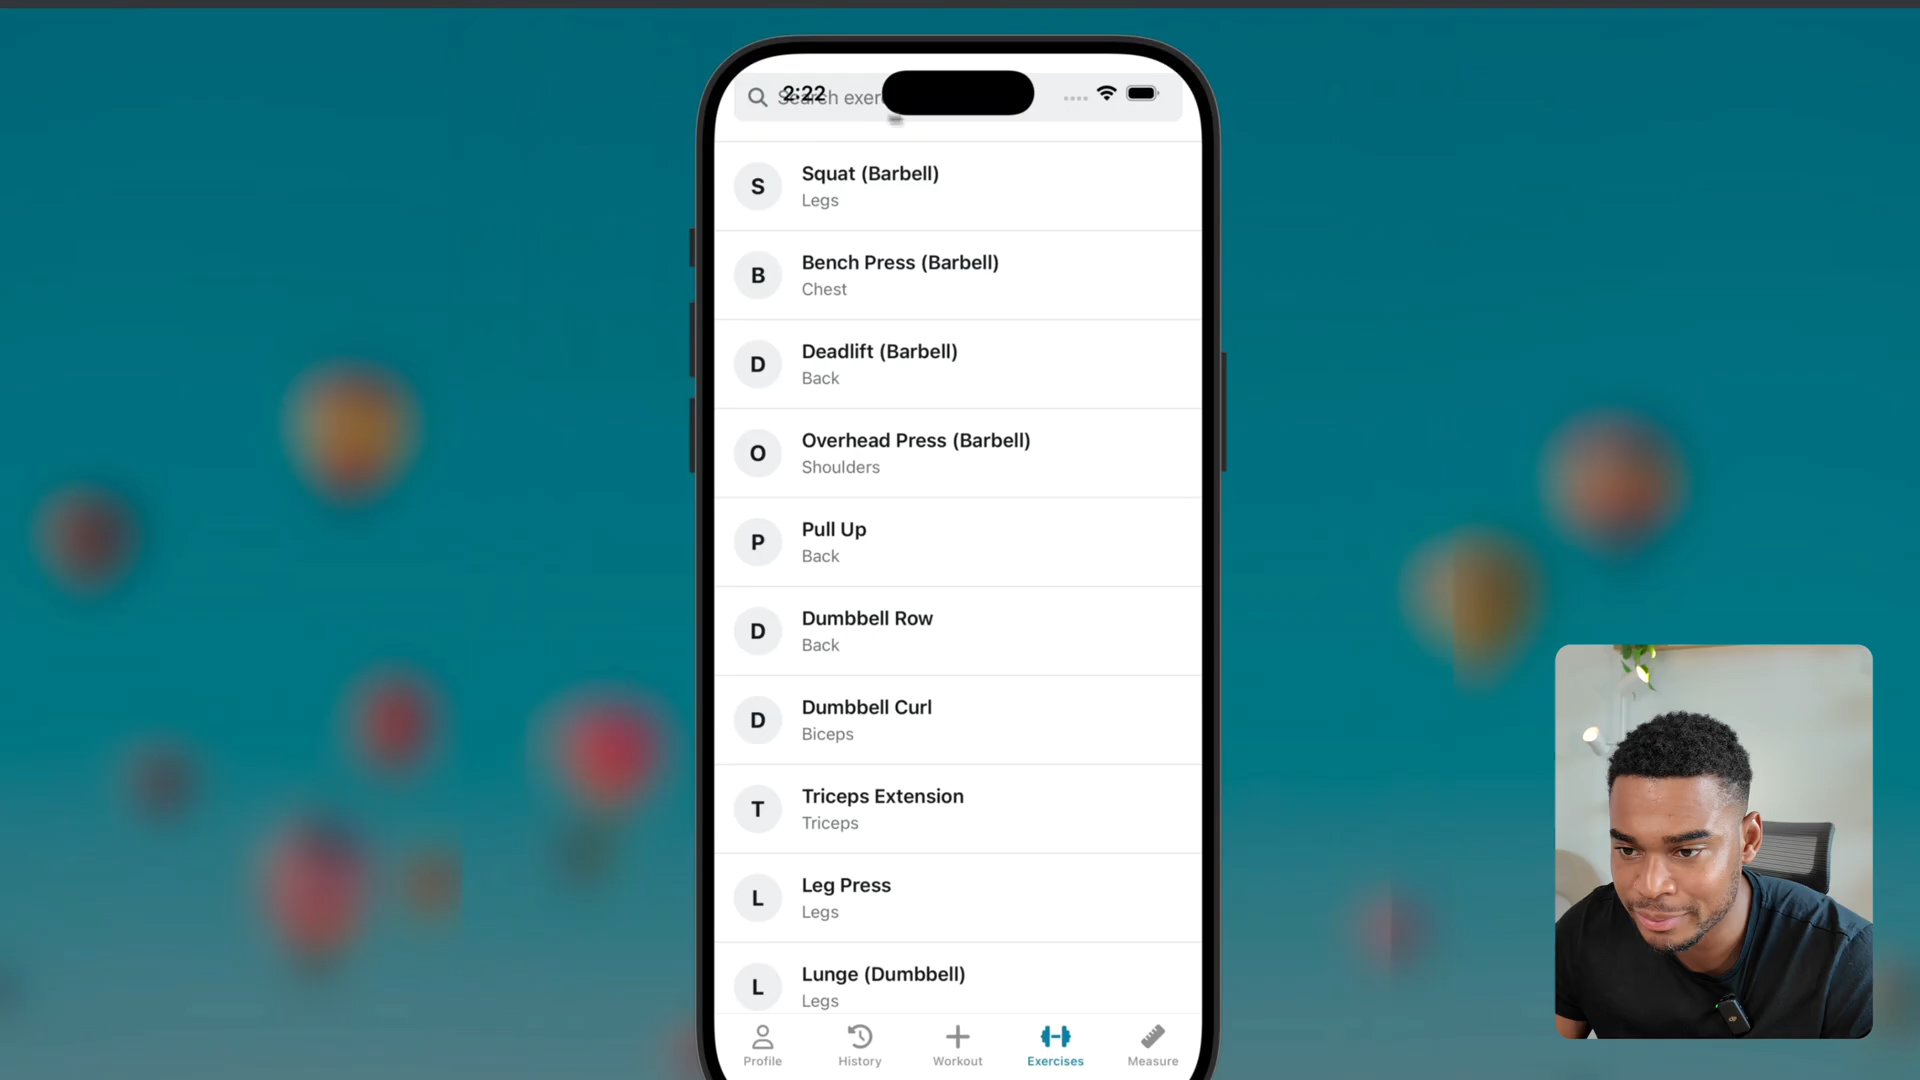 2:22
Search exer
S
Squat (Barbell)
Legs
B
Bench Press (Barbell)
Chest
D
Deadlift (Barbell)
Back
O
Overhead Press (Barbell)
Shoulders
P
Pull Up
Back
D
Dumbbell Row
Back
D
Dumbbell Curl
Biceps
T
Triceps Extension
Triceps
L
Leg Press
Legs
L
Lunge (Dumbbell)
Legs
Profile History Workout Exercises Measure